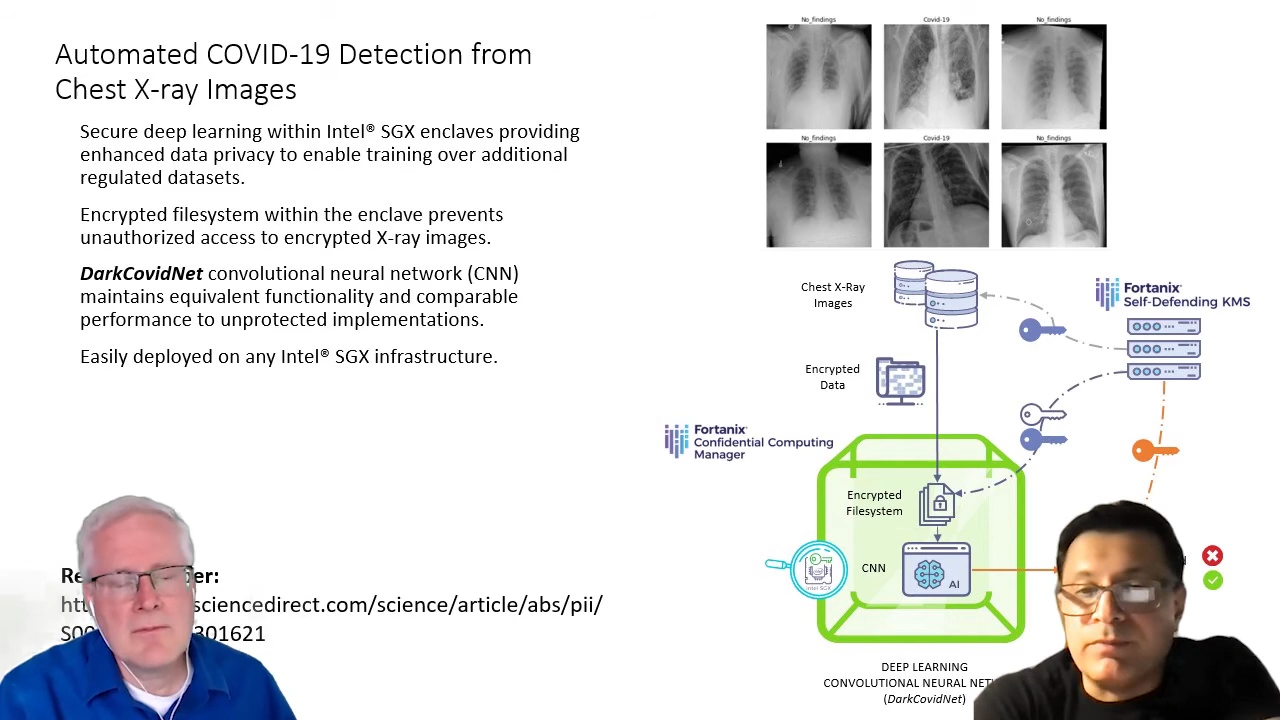 Automated COVID-19 Detection from
Chest X-ray Images
Secure deep learning within Intel® SGX enclaves providing
enhanced data privacy to enable training over additional
regulated datasets.
Encrypted filesystem within the enclave prevents
unauthorized access to encrypted X-ray images.
DarkCovidNet convolutional neural network (CNN)
maintains equivalent functionality and comparable
performance to unprotected implementations.
Easily deployed on any Intel® SGX infrastructure.
sciencedirect.com/science/article/abs/pii/
301621
No_findings
Covid-19
No_findings
No_findings
Covid-19
No_findings
Chest X-Ray
Images
Fortanix
Self-Defending KMS
Encrypted
Data
Fortanix
Confidential Computing
Manager
Encrypted
Filesystem
CNN
AI
Intel SGX
DEEP LEARNING
CONVOLUTIONAL NEURAL
(DarkCovidNet)